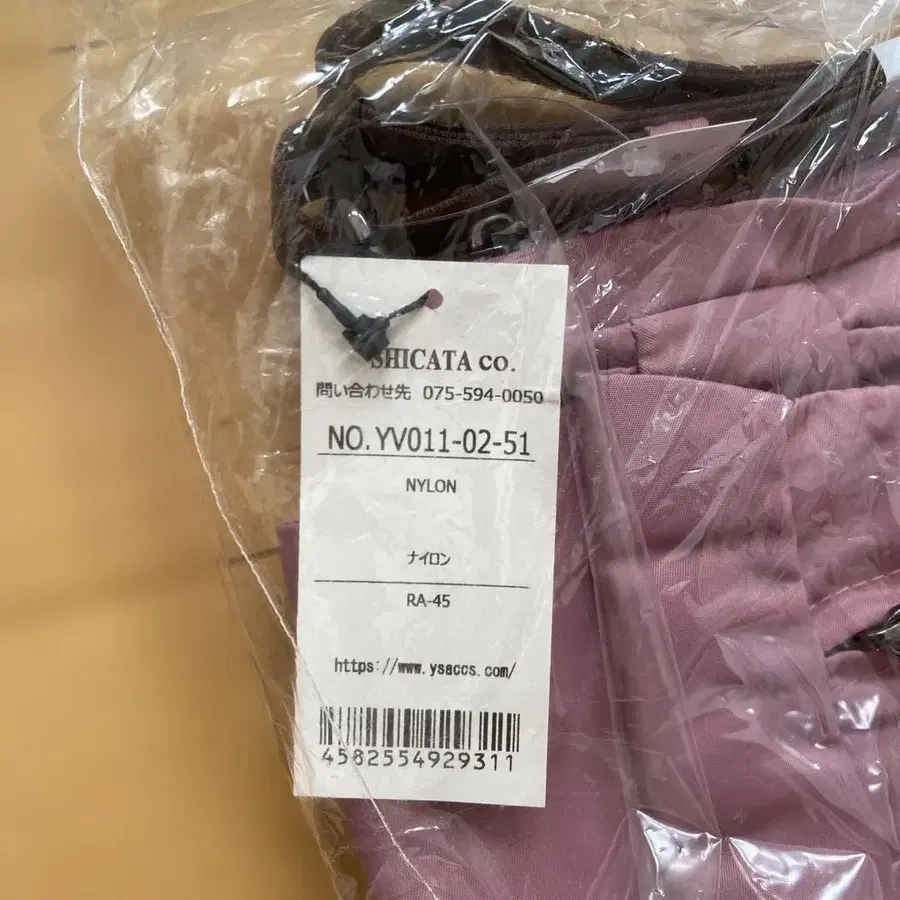 SHICATA CO.
問い合わせ先 075-594-0050
NO. YV011-02-51
NYLON
ナイロン
RA-45
https://www.ysaccs.com/
4582554929311